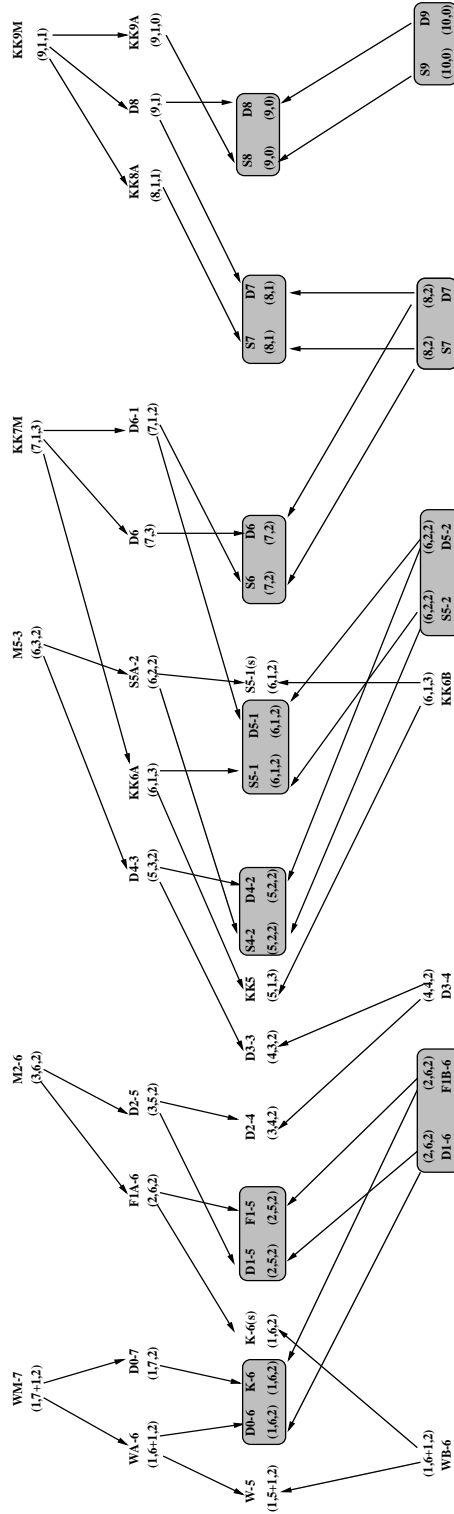 WM-7 M2-6 M5-3 KK7M KK9M
(1,7+1,2) (3,6,2) (6,3,2) (7,1,3) (9,1,1)
WA-6 D0-7 F1A-6 D2-5 D4-3 KK6A S5A-2 D6 D6-1 KK8A D8 KK9A
(1,6+1,2) (1,7,2) (2,6,2) (3,5,2) (5,3,2) (6,1,3) (6,2,2) (7,3) (7,1,2) (8,1,1) (9,1) (9,1,0)
W-5 D0-6 K-6 K-6(s) D1-5 F1-5 D2-4 D3-3 KK5 S4-2 D4-2 S5-1 D5-1 S5-1(s) S6 D6 S7 D7 S8 D8
(1,5+1,2) (1,6,2) (1,6,2) (1,6,2) (2,5,2) (2,5,2) (3,4,2) (4,3,2) (5,1,3) (5,2,2) (5,2,2) (6,1,2) (6,1,2) (6,1,2) (7,2) (7,2) (8,1) (8,1) (9,0) (9,0)
(1,6+1,2) (2,6,2) (2,6,2) (4,4,2) (6,1,3) (6,2,2) (6,2,2) (8,2) (8,2) S9 D9
WB-6 D1-6 F1B-6 D3-4 KK6B S5-2 D5-2 S7 D7 (10,0) (10,0)